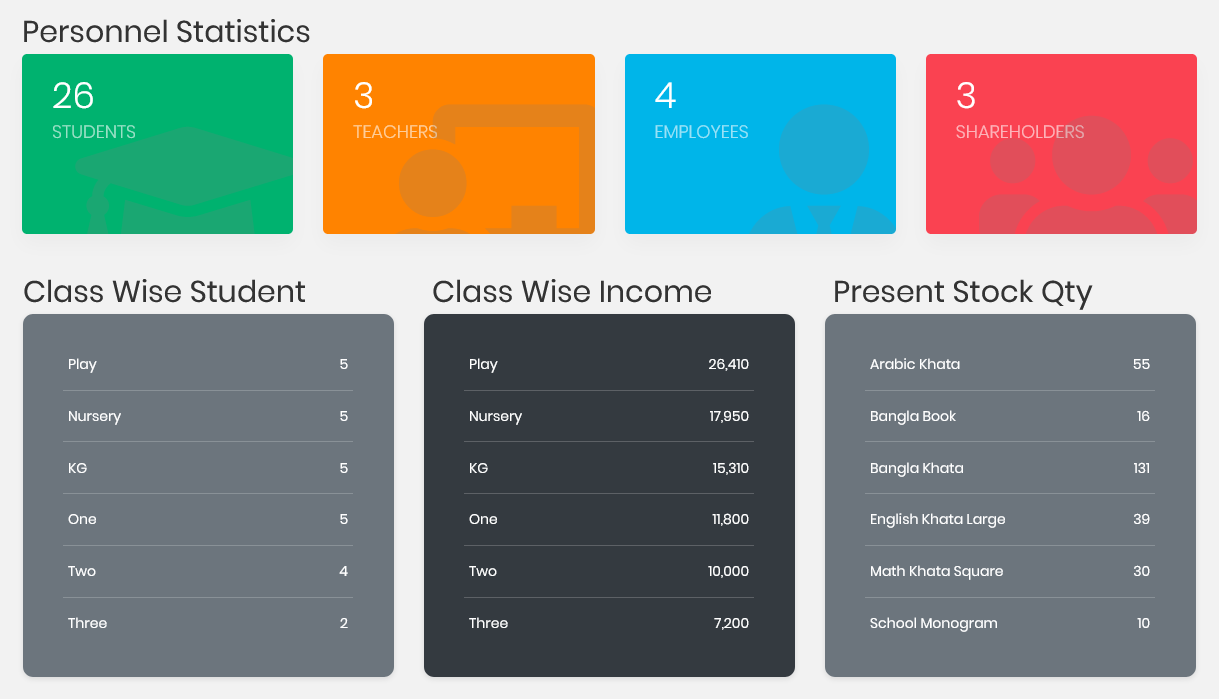 Personnel Statistics
26
STUDENTS
3
TEACHERS
4
EMPLOYEES
3
SHAREHOLDERS
Class Wise Student
Play 5
Nursery 5
KG 5
One 5
Two 4
Three 2
Class Wise Income
Play 26,410
Nursery 17,950
KG 15,310
One 11,800
Two 10,000
Three 7,200
Present Stock Qty
Arabic Khata 55
Bangla Book 16
Bangla Khata 131
English Khata Large 39
Math Khata Square 30
School Monogram 10